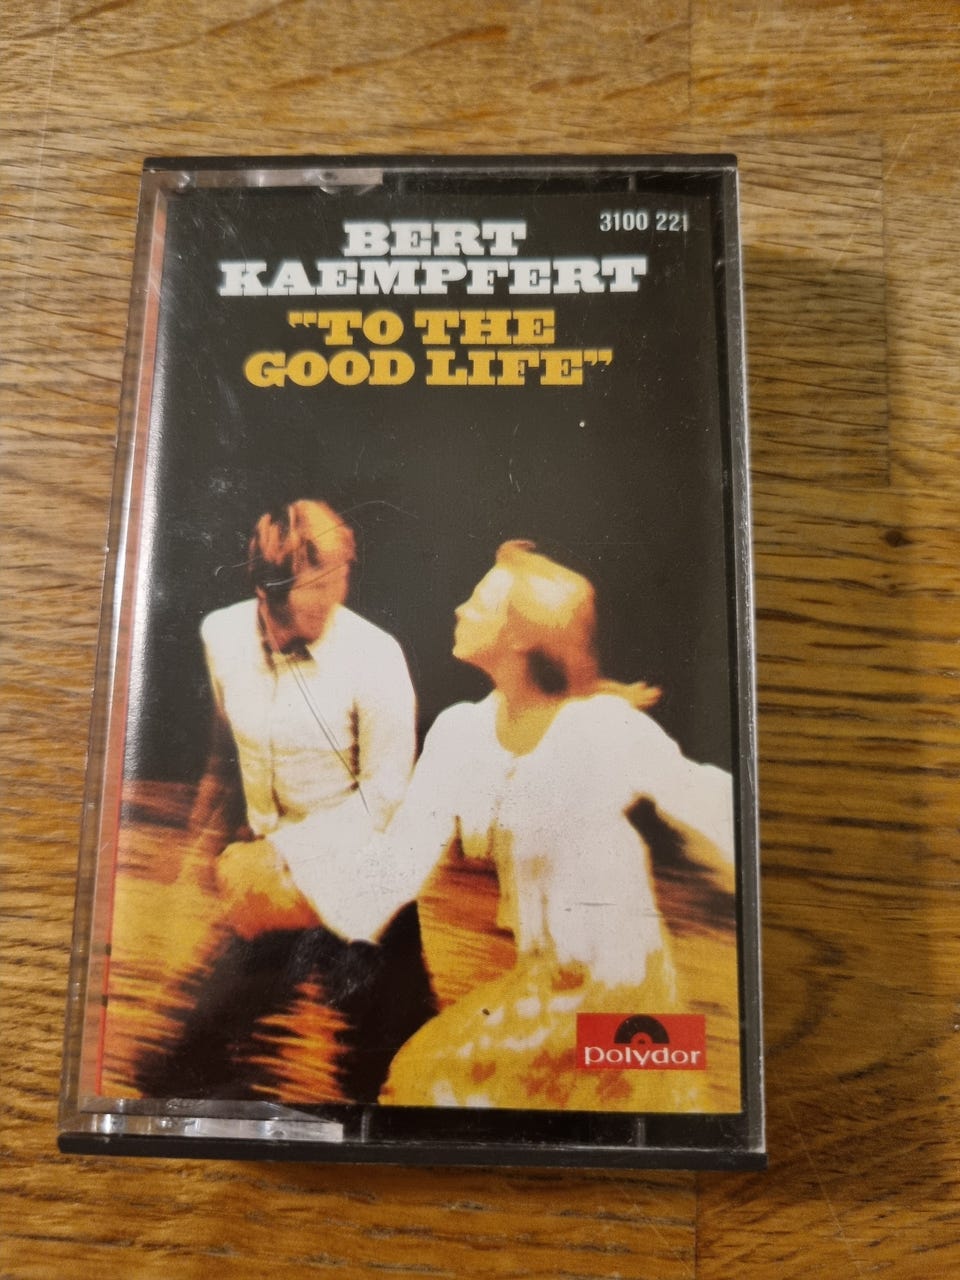 3100 221
BERT
KAEMPFERT
"TO THE
GOOD LIFE"
polydor